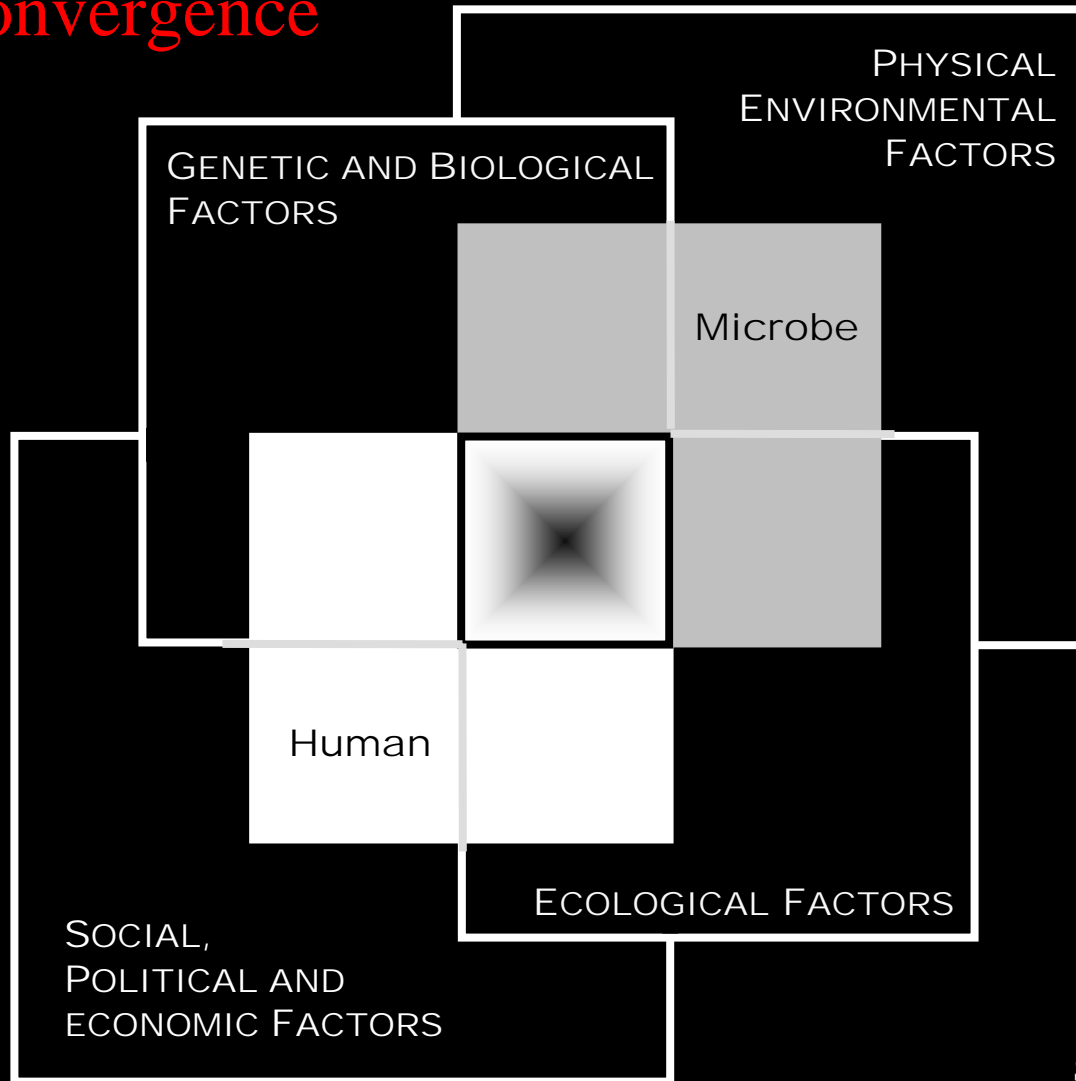 onvergence
PHYSICAL
ENVIRONMENTAL
FACTORS
GENETIC AND BIOLOGICAL
FACTORS
Microbe
Human
ECOLOGICAL FACTORS
SOCIAL,
POLITICAL AND
ECONOMIC FACTORS